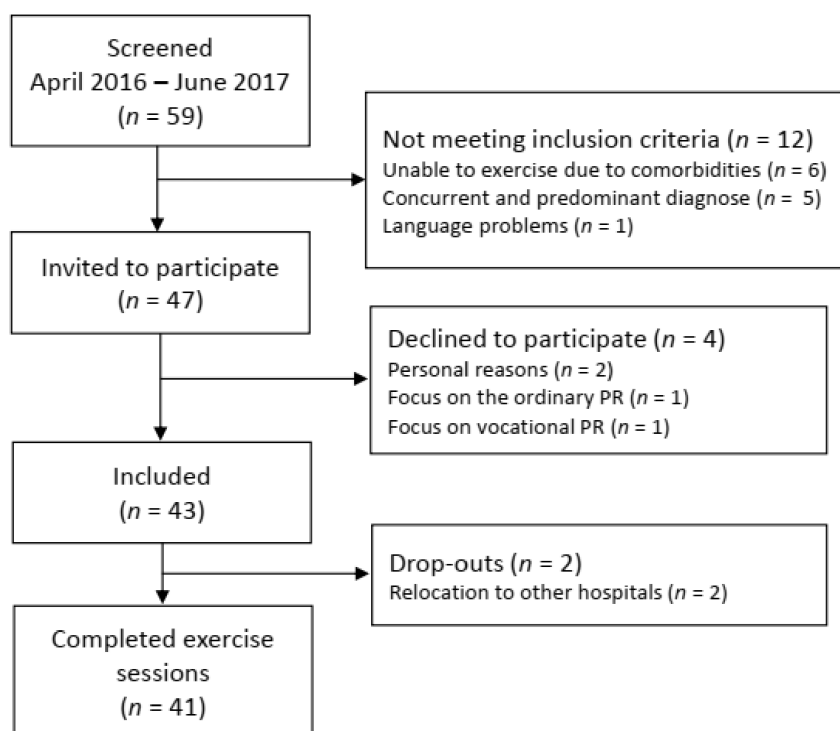 Screened
April 2016 – June 2017
(n = 59)
Not meeting inclusion criteria (n = 12)
Unable to exercise due to comorbidities (n = 6)
Concurrent and predominant diagnose (n = 5)
Language problems (n = 1)
Invited to participate
(n = 47)
Declined to participate (n = 4)
Personal reasons (n = 2)
Focus on the ordinary PR (n = 1)
Focus on vocational PR (n = 1)
Included
(n = 43)
Drop-outs (n = 2)
Relocation to other hospitals (n = 2)
Completed exercise
sessions
(n = 41)